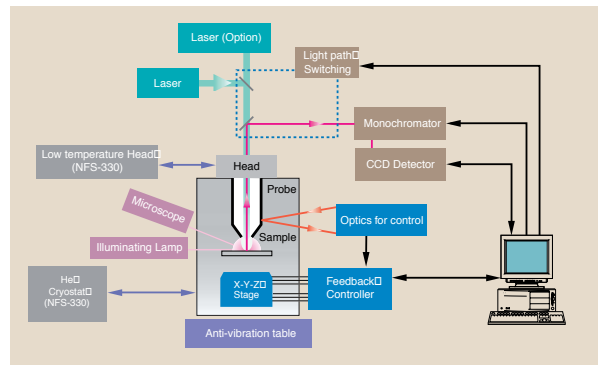 Laser (Option)
Light path□
Switching
Laser
Monochromator
Low temperature Head□
(NFS-330)
Head
CCD Detector
Probe
Microscope
Optics for control
Sample
Illuminating Lamp
He□
Cryostat□
(NFS-330)
X-Y-Z□
Stage
Feedback□
Controller
Anti-vibration table